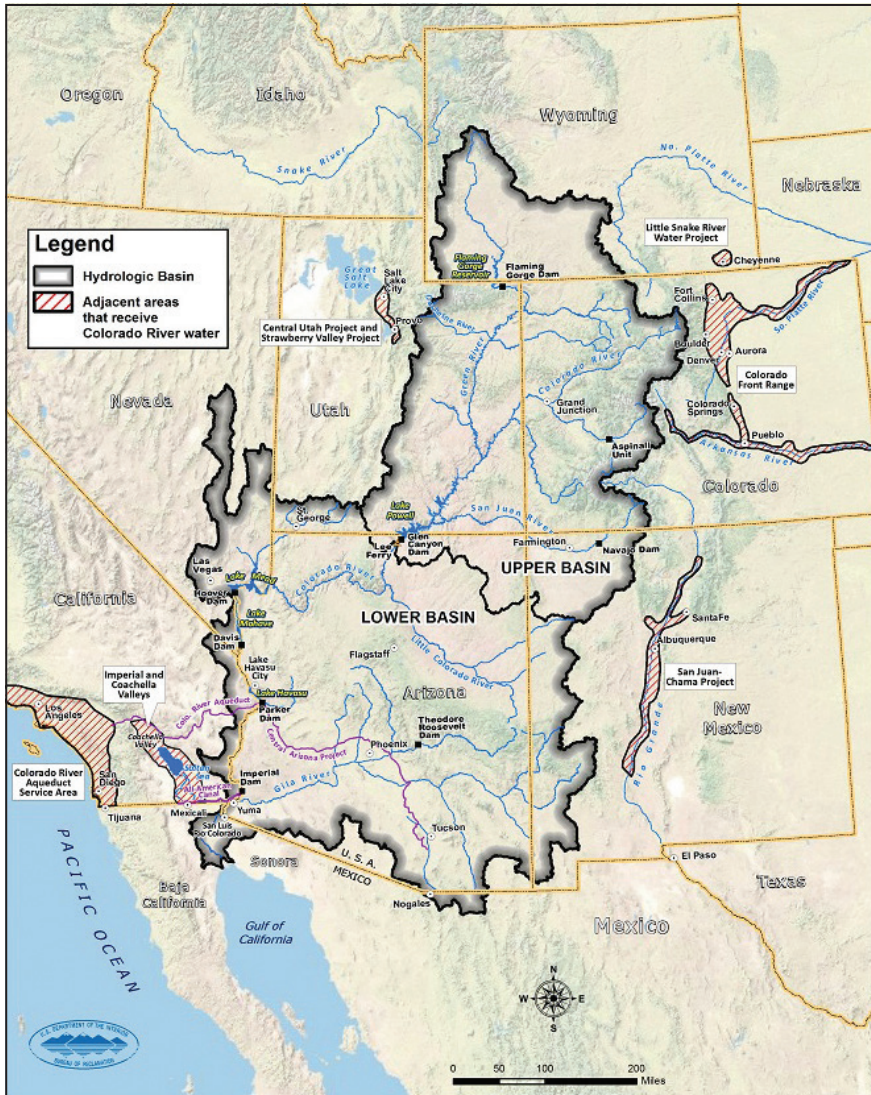 Oregon
Idaho
Wyoming
Snake River
No. Platte River
Nebraska
Legend
Hydrologic Basin
Adjacent areas
that receive
Colorado River water
Great
Salt
Lake
Salt
Lake
City
Provo
Central Utah Project and
Strawberry Valley Project
Flaming
Gorge
Reservoir
Flaming
Gorge Dam
Little Snake River
Water Project
Cheyenne
Fort
Collins
So. Platte River
Boulder
Denver
Aurora
Colorado
Front Range
Green River
Colorado River
Grand
Junction
Colorado
Springs
Pueblo
Aspinall
Unit
Arkansas River
Nevada
Utah
Colorado
St.
George
Lake
Powell
San Juan River
Lee
Ferry
Glen
Canyon
Dam
Farmington
Navajo Dam
UPPER BASIN
Las
Vegas
Lake Mead
Hoover
Dam
Colorado River
LOWER BASIN
California
Lake
Mohave
Davis
Dam
Flagstaff
Little Colorado River
SantaFe
Albuquerque
San Juan-
Chama Project
Imperial and
Coachella
Valleys
Lake
Havasu
City
Lake Havasu
Arizona
New
Mexico
Los
Angeles
Colo. River Aqueduct
Parker
Dam
Coachella
Valley
Central Arizona Project
Phoenix
Theodore
Roosevelt
Dam
Rio Grande
Colorado River
Aqueduct
Service Area
San
Diego
Salton
Sea
Imperial
Dam
Gila River
All-American
Canal
Tijuana
Mexicali
Yuma
San Luis
Rio Colorado
Tucson
Sonora
U. S. A.
MEXICO
El Paso
Baja
California
Nogales
Texas
PACIFIC OCEAN
Gulf of
California
Mexico
N
W
E
S
U.S. DEPARTMENT OF THE INTERIOR
BUREAU OF RECLAMATION
0 50 100 200
Miles